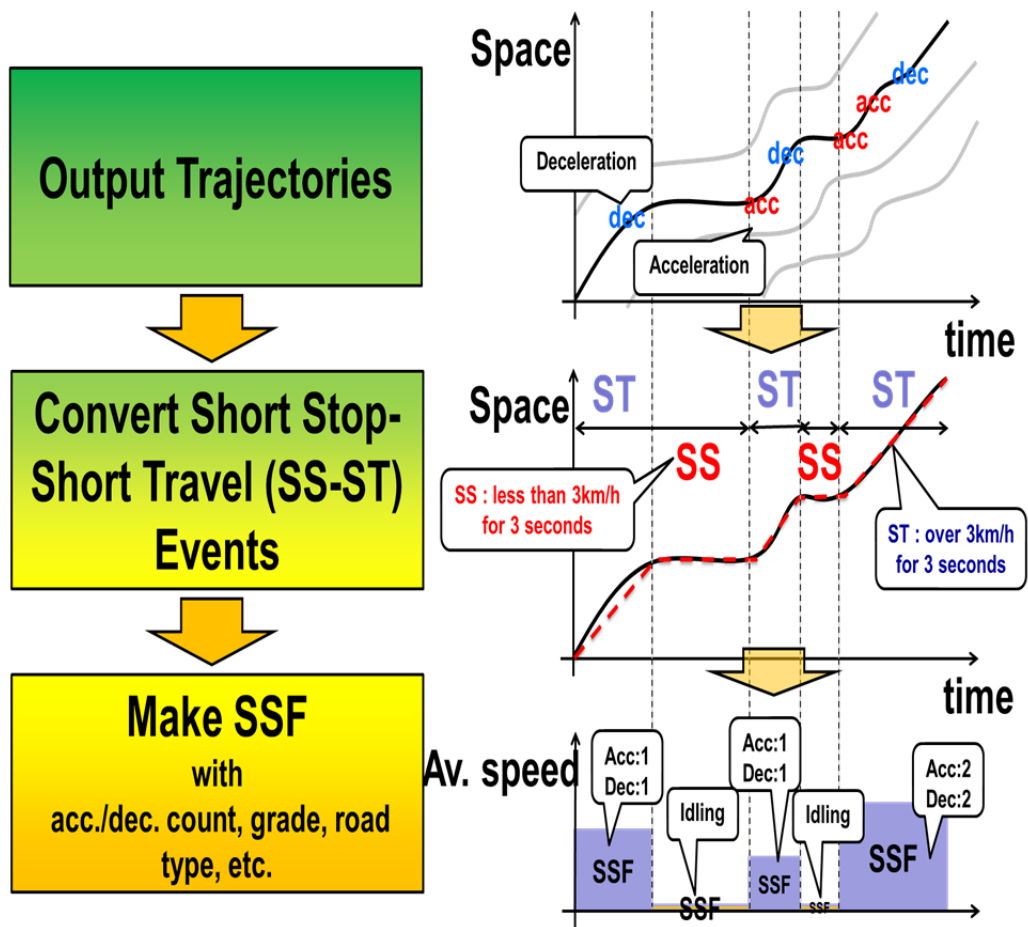 Output Trajectories
Convert Short Stop-
Short Travel (SS-ST)
Events
Make SSF
with
acc./dec. count, grade, road
type, etc.
Space
dec
acc
acc
dec
Deceleration
dec
acc
Acceleration
time
Space
ST
ST
ST
SS
SS
SS : less than 3km/h
for 3 seconds
ST : over 3km/h
for 3 seconds
time
Av. speed
Acc:1
Dec:1
Idling
Acc:1
Dec:1
Idling
Acc:2
Dec:2
SSF
SSF
SSF
SSF
SSF